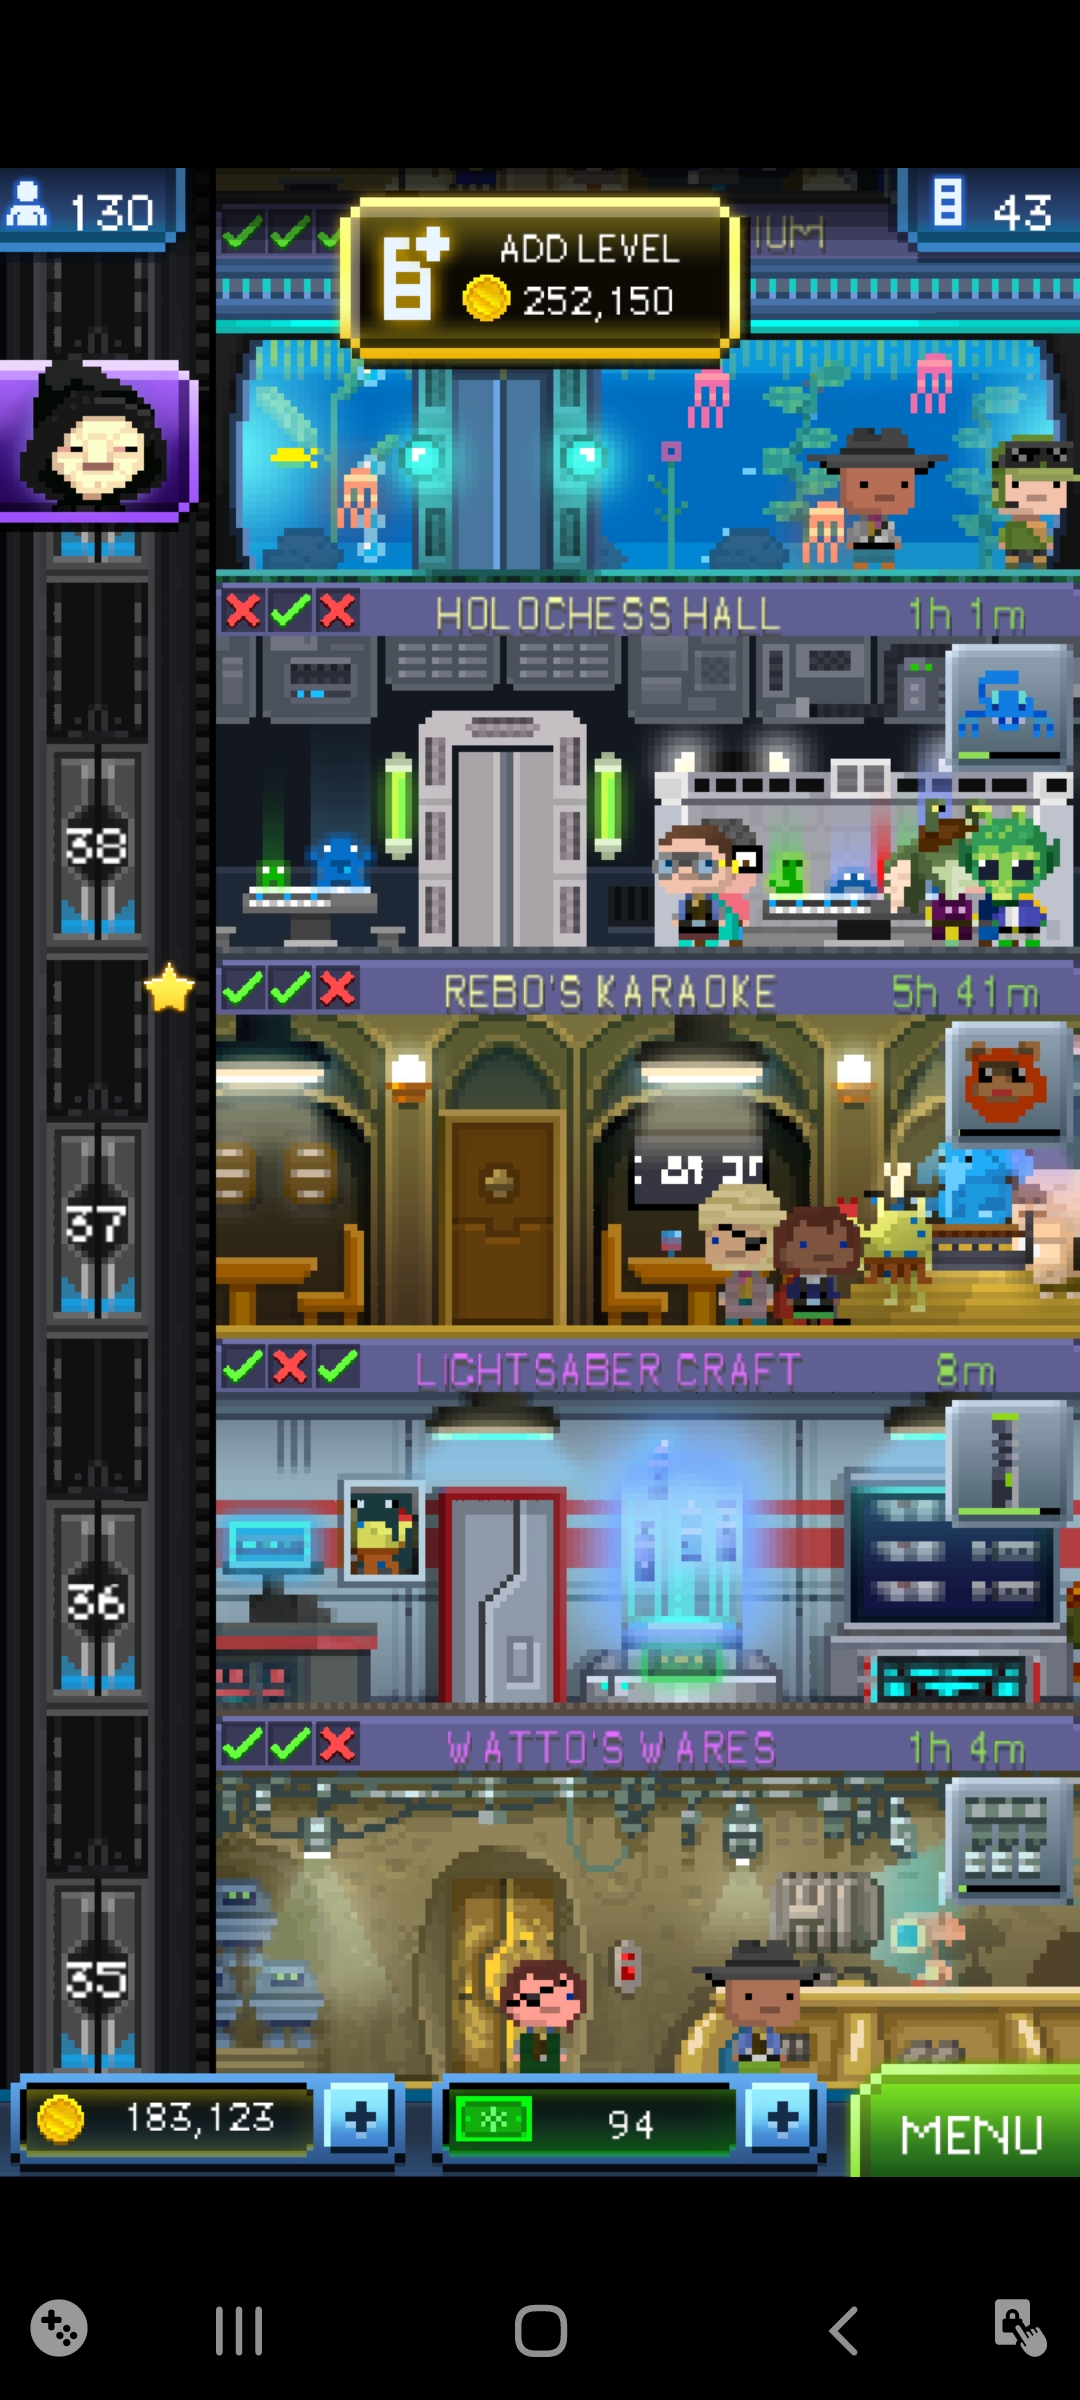 130
43
ADD LEVEL
252,150
IUM
HOLOCHESS HALL
1h 1m
38
REBO'S KARAOKE
5h 41m
37
LIGHTSABER CRAFT
8m
36
WATTO'S WARES
1h 4m
35
183,123
94
MENU